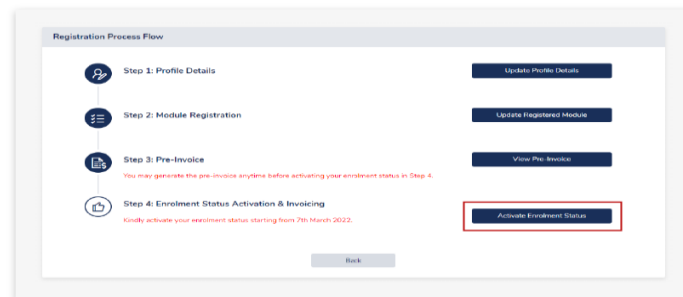 Registration Process Flow
Step 1: Profile Details
Update Profile Details
Step 2: Module Registration
Update Registered Module
Step 3: Pre-Invoice
View Pre-Invoice
You may generate the pre-invoice anytime before activating your enrolment status in Step 4.
Step 4: Enrolment Status Activation & Invoicing
Activate Enrolment Status
Kindly activate your enrolment status starting from 7th March 2022.
Back